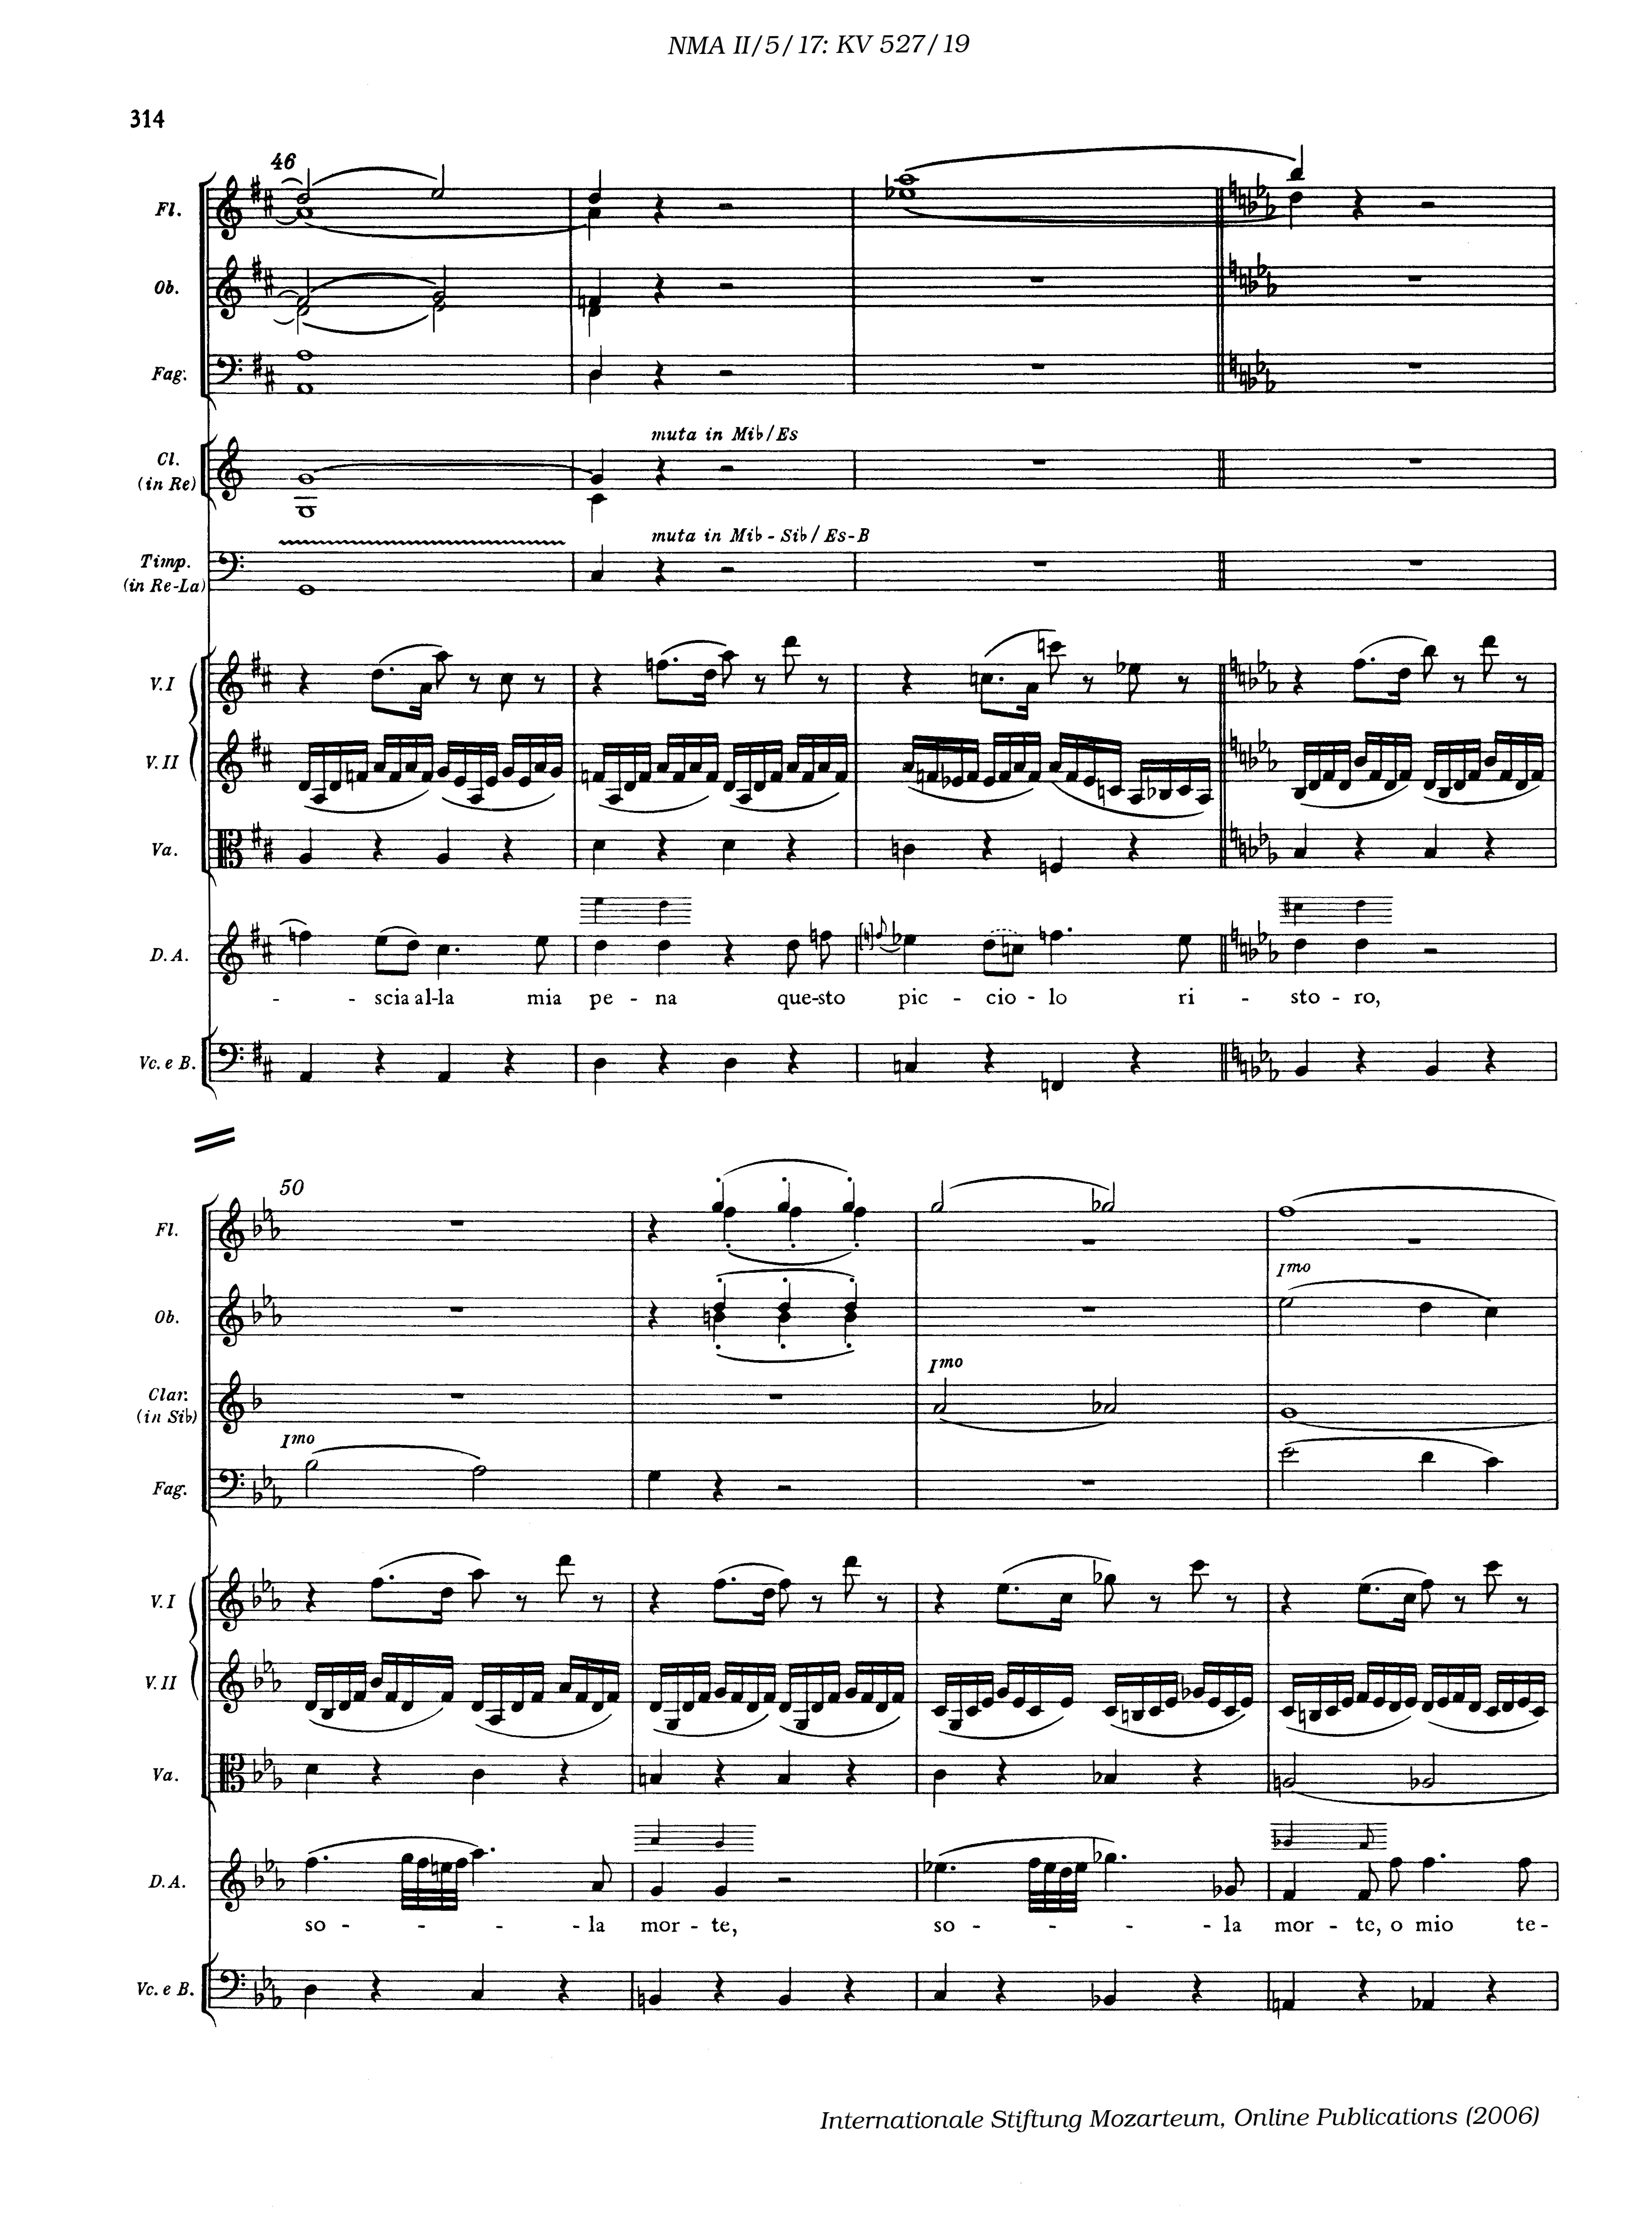 NMA II/5/17: KV 527/19
314
46
Fl.
Ob.
Fag.
muta in Mi♭/Es
Cl.
(in Re)
muta in Mi♭ - Si♭ / Es-B
Timp.
(in Re-La)
V. I
V. II
Va.
D. A.
- - scia al-la mia pe - na que-sto pic - cio - lo ri - sto - ro,
Vc. e B.
50
Fl.
Imo
Ob.
Imo
Clar.
(in Si♭)
Imo
Fag.
V. I
V. II
Va.
D. A.
so - - - - la mor - te, so - - - - la mor - te, o mio te -
Vc. e B.
Internationale Stiftung Mozarteum, Online Publications (2006)